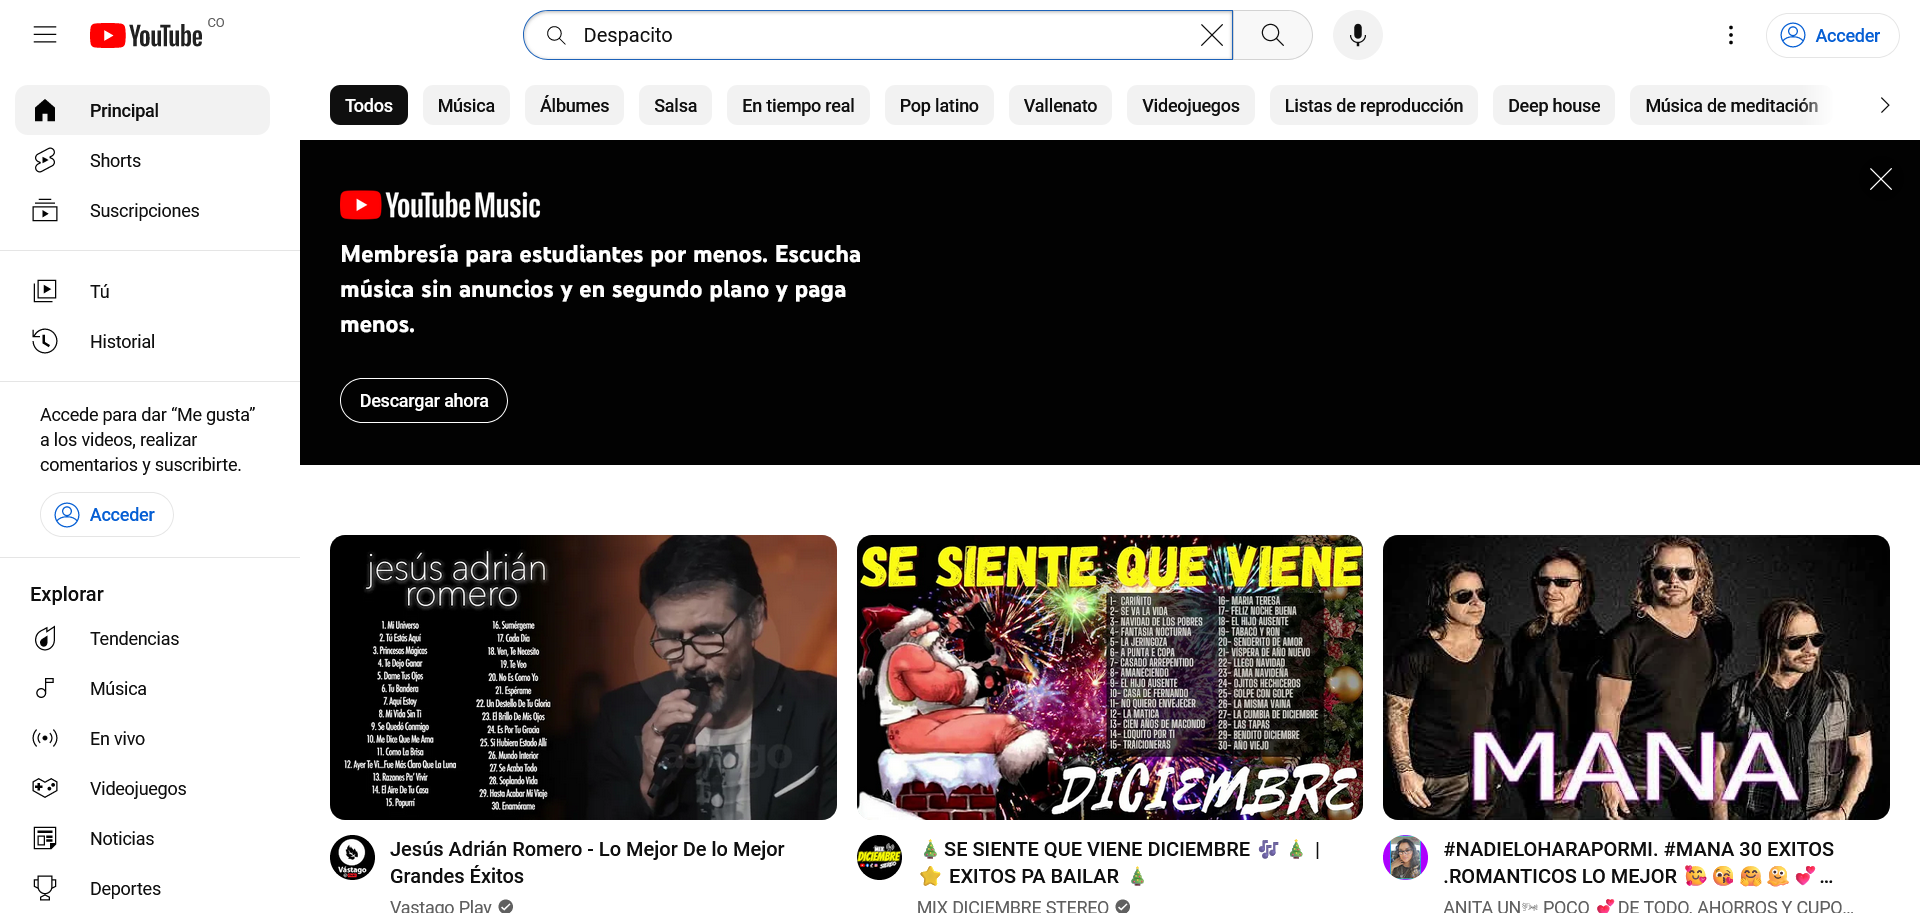 YouTube CO
Despacito
Acceder
Principal
Shorts
Suscripciones
Tú
Historial
Accede para dar “Me gusta”
a los videos, realizar
comentarios y suscribirte.
Acceder
Explorar
Tendencias
Música
En vivo
Videojuegos
Noticias
Deportes
Todos
Música
Álbumes
Salsa
En tiempo real
Pop latino
Vallenato
Videojuegos
Listas de reproducción
Deep house
Música de meditación
YouTube Music
Membresía para estudiantes por menos. Escucha
música sin anuncios y en segundo plano y paga
menos.
Descargar ahora
jesús adrián
romero
1. Mi Universo
2. Tú Estás Aquí
3. Princesas Mágicas
4. Te Dejo Ganar
5. Dame Tus Ojos
6. Tu Bandera
7. Aquí Estoy
8. Mi Vida Sin Ti
9. Se Quedó Conmigo
10. Me Dice Que Me Ama
11. Como La Brisa
12. Ayer Te Vi...Fue Más Claro Que La Luna
13. Razones Pa' Vivir
14. El Aire De Tu Casa
15. Popurrí
16. Sumérgeme
17. Cada Día
18. Ven, Te Necesito
19. Te Veo
20. No Es Como Yo
21. Espérame
22. Un Destello De Tu Gloria
23. El Brillo De Mis Ojos
24. Es Por Tu Gracia
25. Si Hubiera Estado Allí
26. Mundo Interior
27. Se Acaba Todo
28. Soplando Vida
29. Hasta Acabar Mi Viaje
30. Enamórame
Vástago
Vástago
Jesús Adrián Romero - Lo Mejor De lo Mejor
Grandes Éxitos
Vastago Play
SE SIENTE QUE VIENE
1- CARIÑITO
2- SE VA LA VIDA
3- NAVIDAD DE LOS POBRES
4- FANTASIA NOCTURNA
5- LA JERINGOZA
6- A PUNTA E COPA
7- CASADO ARREPENTIDO
8- AMANECIENDO
9- EL HIJO AUSENTE
10- CASA DE FERNANDO
11- NO QUIERO ENVEJECER
12- LA MATICA
13- CIEN AÑOS DE MACONDO
14- LOQUITO POR TI
15- TRAICIONERAS
16- MARIA TERESA
17- FELIZ NOCHE BUENA
18- EL HIJO AUSENTE
19- TABACO Y RON
20- SENDERITO DE AMOR
21- VÍSPERA DE AÑO NUEVO
22- LLEGO NAVIDAD
23- ALMA NAVIDEÑA
24- OJITOS HECHICEROS
25- GOLPE CON GOLPE
26- LA MISMA VAINA
27- LA CUMBIA DE DICIEMBRE
28- LAS TAPAS
29- BENDITO DICIEMBRE
30- AÑO VIEJO
DICIEMBRE
MIX
DICIEMBRE
STEREO
🎄SE SIENTE QUE VIENE DICIEMBRE 🎶 🎄 |
⭐ EXITOS PA BAILAR 🎄
MIX DICIEMBRE STEREO
MANA
#NADIELOHARAPORMI. #MANA 30 EXITOS
.ROMANTICOS LO MEJOR 🥰 😘 🤗 🫠 💕 ...
ANITA UN POCO 💕 DE TODO. AHORROS Y CUPO...